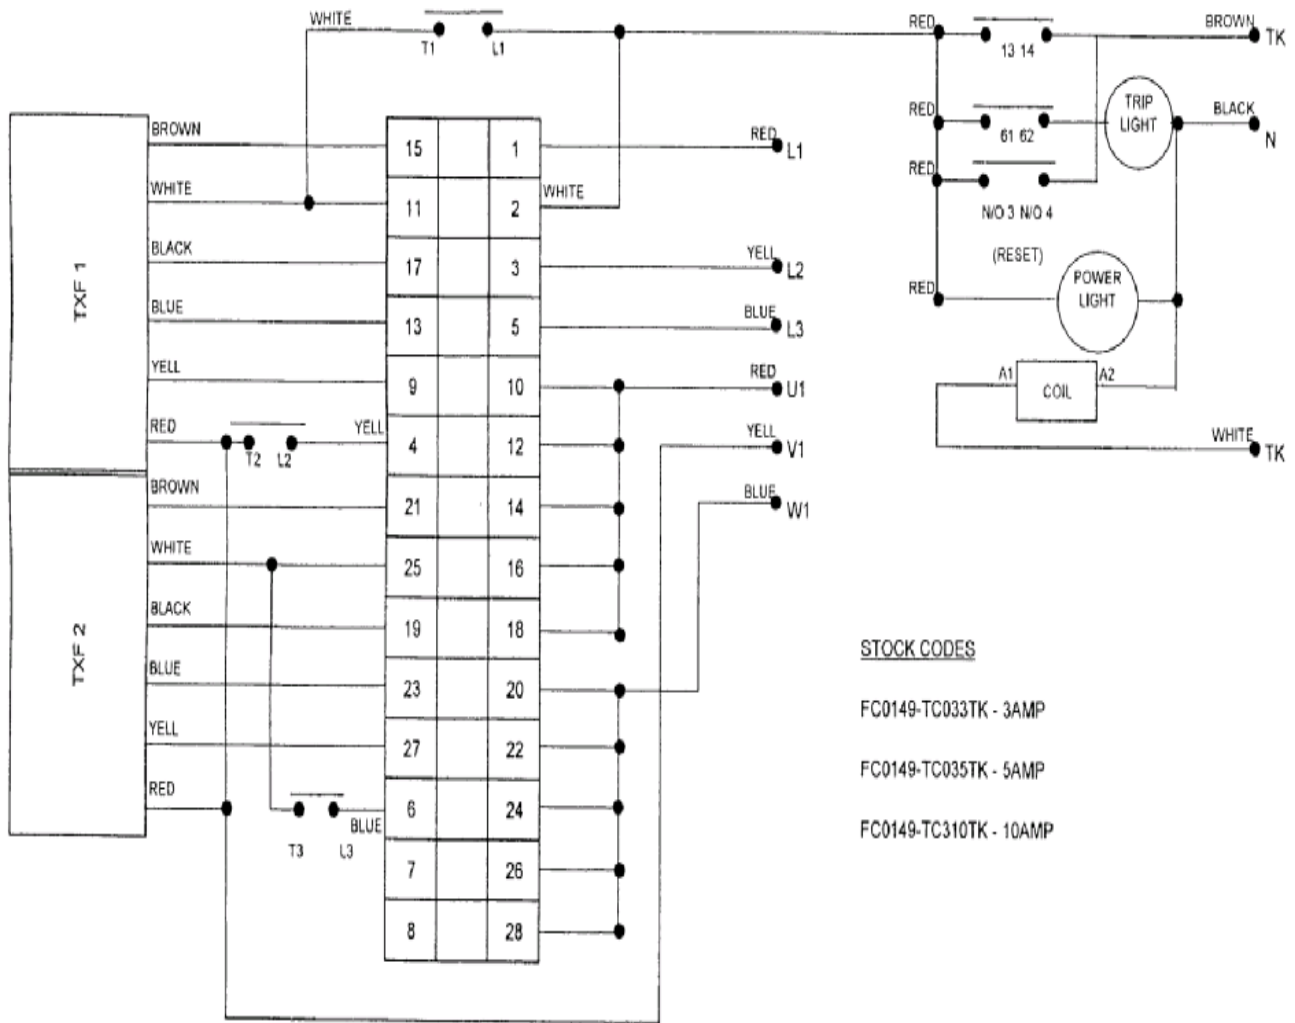 WHITE
T1 L1
RED
13 14
BROWN
TK
TXF 1
BROWN
15 1
RED
L1
RED
61 62
TRIP
LIGHT
BLACK
N
WHITE
11 2
WHITE
RED
N/O 3 N/O 4
(RESET)
BLACK
17 3
YELL
L2
BLUE
13 5
BLUE
L3
RED
POWER
LIGHT
YELL
9 10
RED
U1
A1 COIL A2
RED
T2 L2
YELL
4 12
YELL
V1
WHITE
TK
TXF 2
BROWN
21 14
BLUE
W1
WHITE
25 16
BLACK
19 18
BLUE
23 20
YELL
27 22
RED
T3 L3
BLUE
6 24
7 26
8 28
STOCK CODES
FC0149-TC033TK - 3AMP
FC0149-TC035TK - 5AMP
FC0149-TC310TK - 10AMP